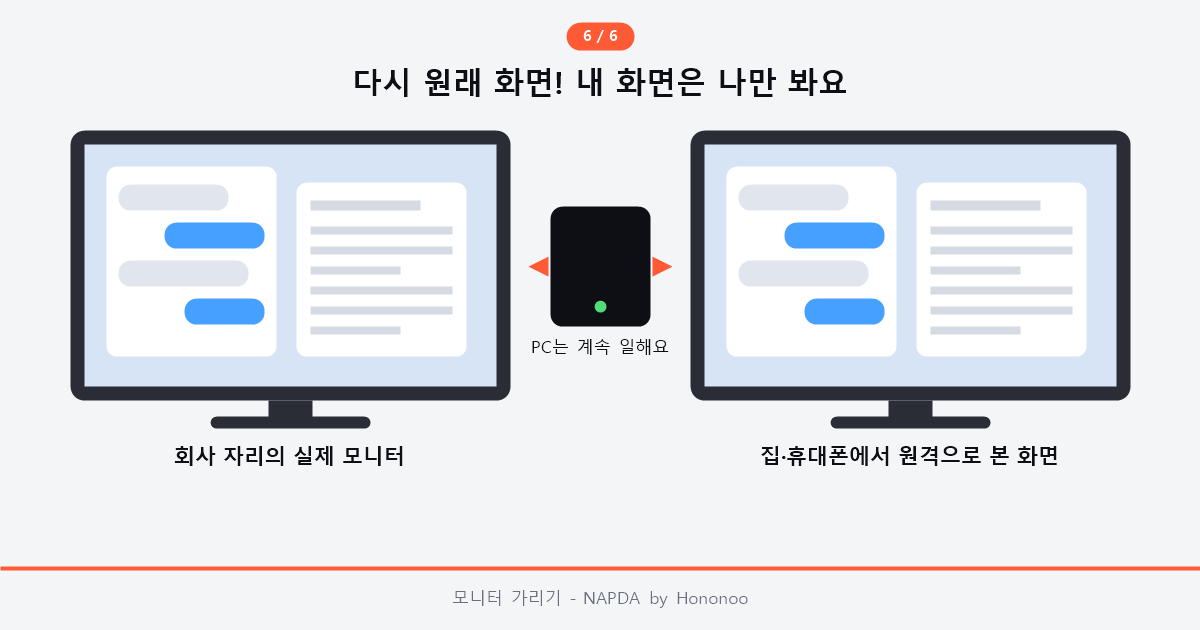 6 / 6
다시 원래 화면! 내 화면은 나만 봐요
PC는 계속 일해요
회사 자리의 실제 모니터
집·휴대폰에서 원격으로 본 화면
모니터 가리기 - NAPDA by Hononoo